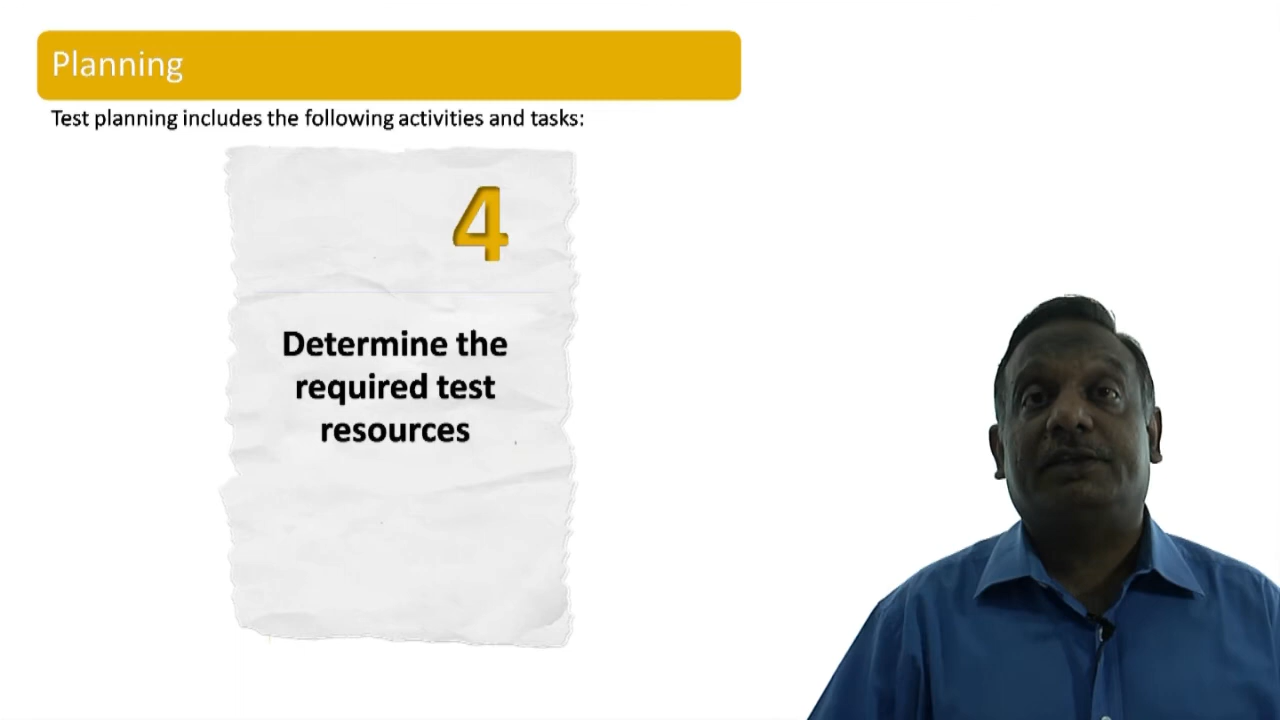 Planning
Test planning includes the following activities and tasks:
4
Determine the
required test
resources